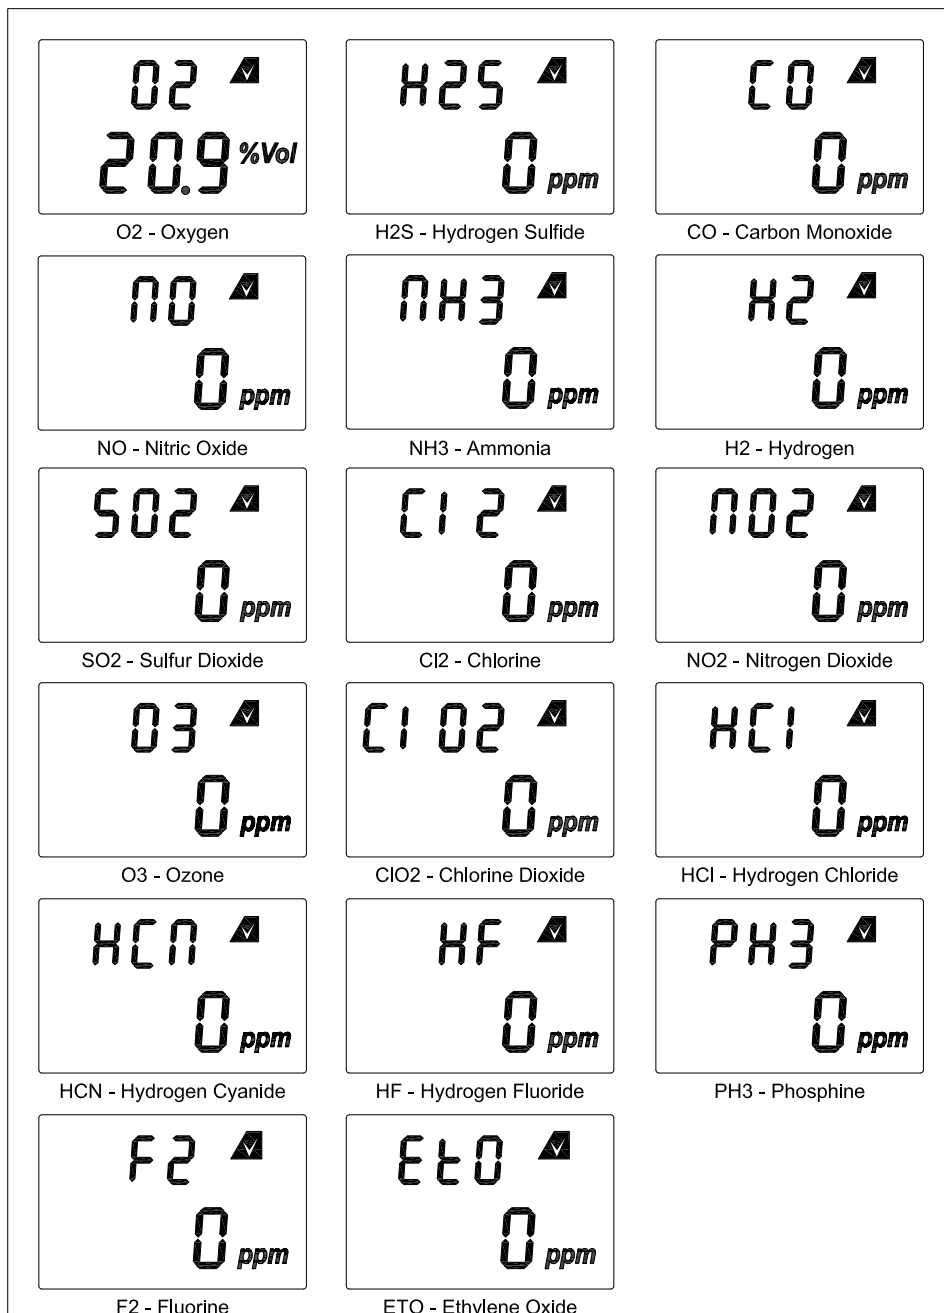 O2
20.9 %Vol
O2 - Oxygen
H2S
0 ppm
H2S - Hydrogen Sulfide
CO
0 ppm
CO - Carbon Monoxide
NO
0 ppm
NO - Nitric Oxide
NH3
0 ppm
NH3 - Ammonia
H2
0 ppm
H2 - Hydrogen
SO2
0 ppm
SO2 - Sulfur Dioxide
Cl 2
0 ppm
Cl2 - Chlorine
NO2
0 ppm
NO2 - Nitrogen Dioxide
O3
0 ppm
O3 - Ozone
Cl O2
0 ppm
ClO2 - Chlorine Dioxide
HCl
0 ppm
HCl - Hydrogen Chloride
HCN
0 ppm
HCN - Hydrogen Cyanide
HF
0 ppm
HF - Hydrogen Fluoride
PH3
0 ppm
PH3 - Phosphine
F2
0 ppm
F2 - Fluorine
EtO
0 ppm
ETO - Ethylene Oxide